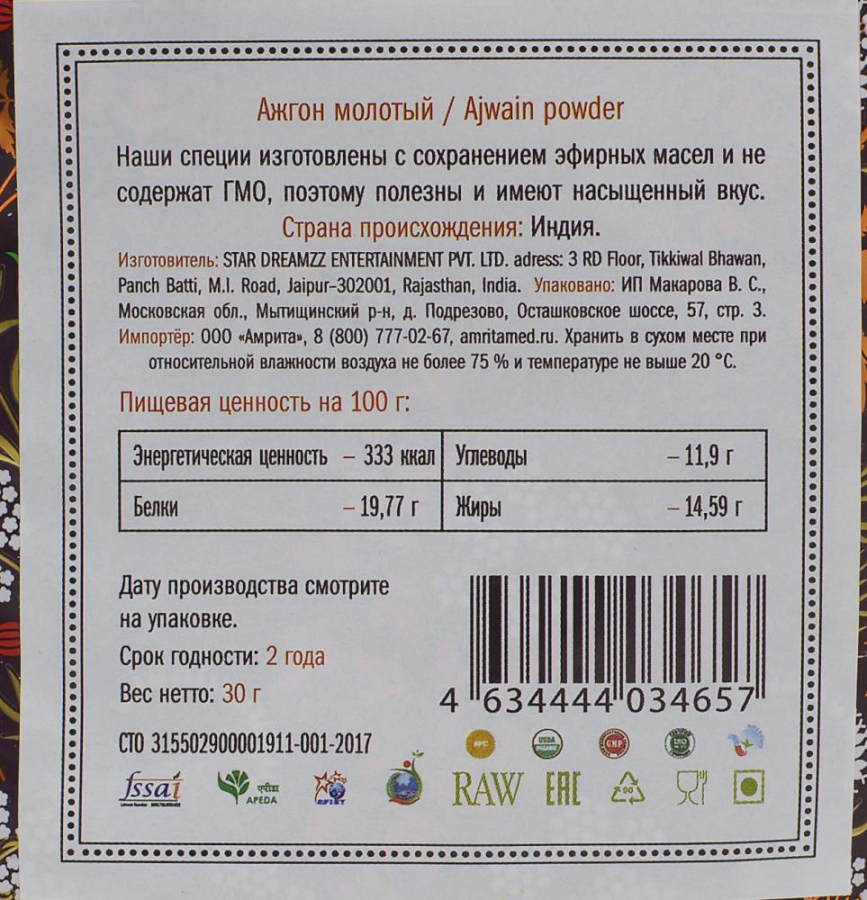 Ажгон молотый / Ajwain powder
Наши специи изготовлены с сохранением эфирных масел и не
содержат ГМО, поэтому полезны и имеют насыщенный вкус.
Страна происхождения: Индия.
Изготовитель: STAR DREAMZZ ENTERTAINMENT PVT. LTD. adress: 3 RD Floor, Tikkiwal Bhawan,
Panch Batti, M.I. Road, Jaipur-302001, Rajasthan, India. Упаковано: ИП Макарова В. С.,
Московская обл., Мытищинский р-н, д. Подрезово, Осташковское шоссе, 57, стр. 3.
Импортёр: ООО «Амрита», 8 (800) 777-02-67, amritamed.ru. Хранить в сухом месте при
относительной влажности воздуха не более 75 % и температуре не выше 20 °С.
Пищевая ценность на 100 г:
Энергетическая ценность – 333 ккал Углеводы – 11,9 г
Белки – 19,77 г Жиры – 14,59 г
Дату производства смотрите
на упаковке.
Срок годности: 2 года
Вес нетто: 30 г
4 634444 034657
СТО 315502900001911-001-2017
USDA
ORGANIC
GMP
fssai
एपीडा
APEDA
RAW
EAC